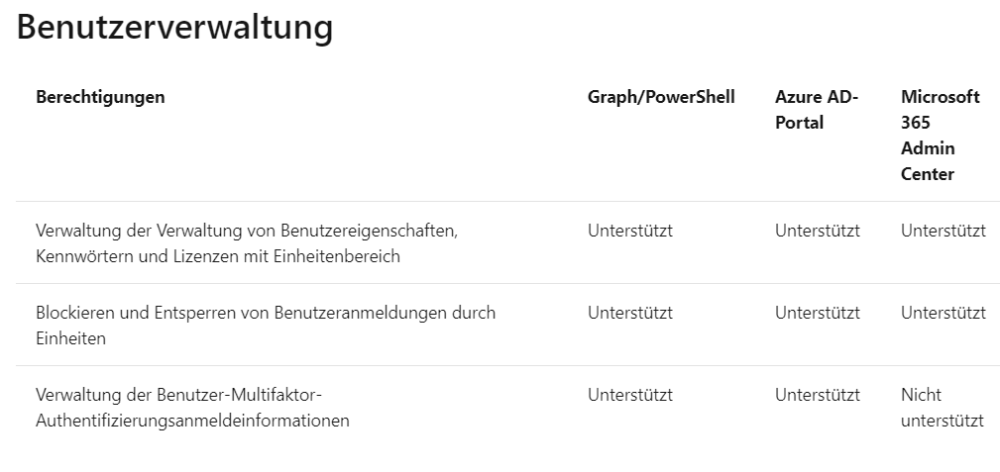 Benutzerverwaltung
Berechtigungen
Graph/PowerShell
Azure AD-
Portal
Microsoft
365
Admin
Center
Verwaltung der Verwaltung von Benutzereigenschaften,
Kennwörtern und Lizenzen mit Einheitenbereich
Unterstützt
Unterstützt
Unterstützt
Blockieren und Entsperren von Benutzeranmeldungen durch
Einheiten
Unterstützt
Unterstützt
Unterstützt
Verwaltung der Benutzer-Multifaktor-
Authentifizierungsanmeldeinformationen
Unterstützt
Unterstützt
Nicht
unterstützt